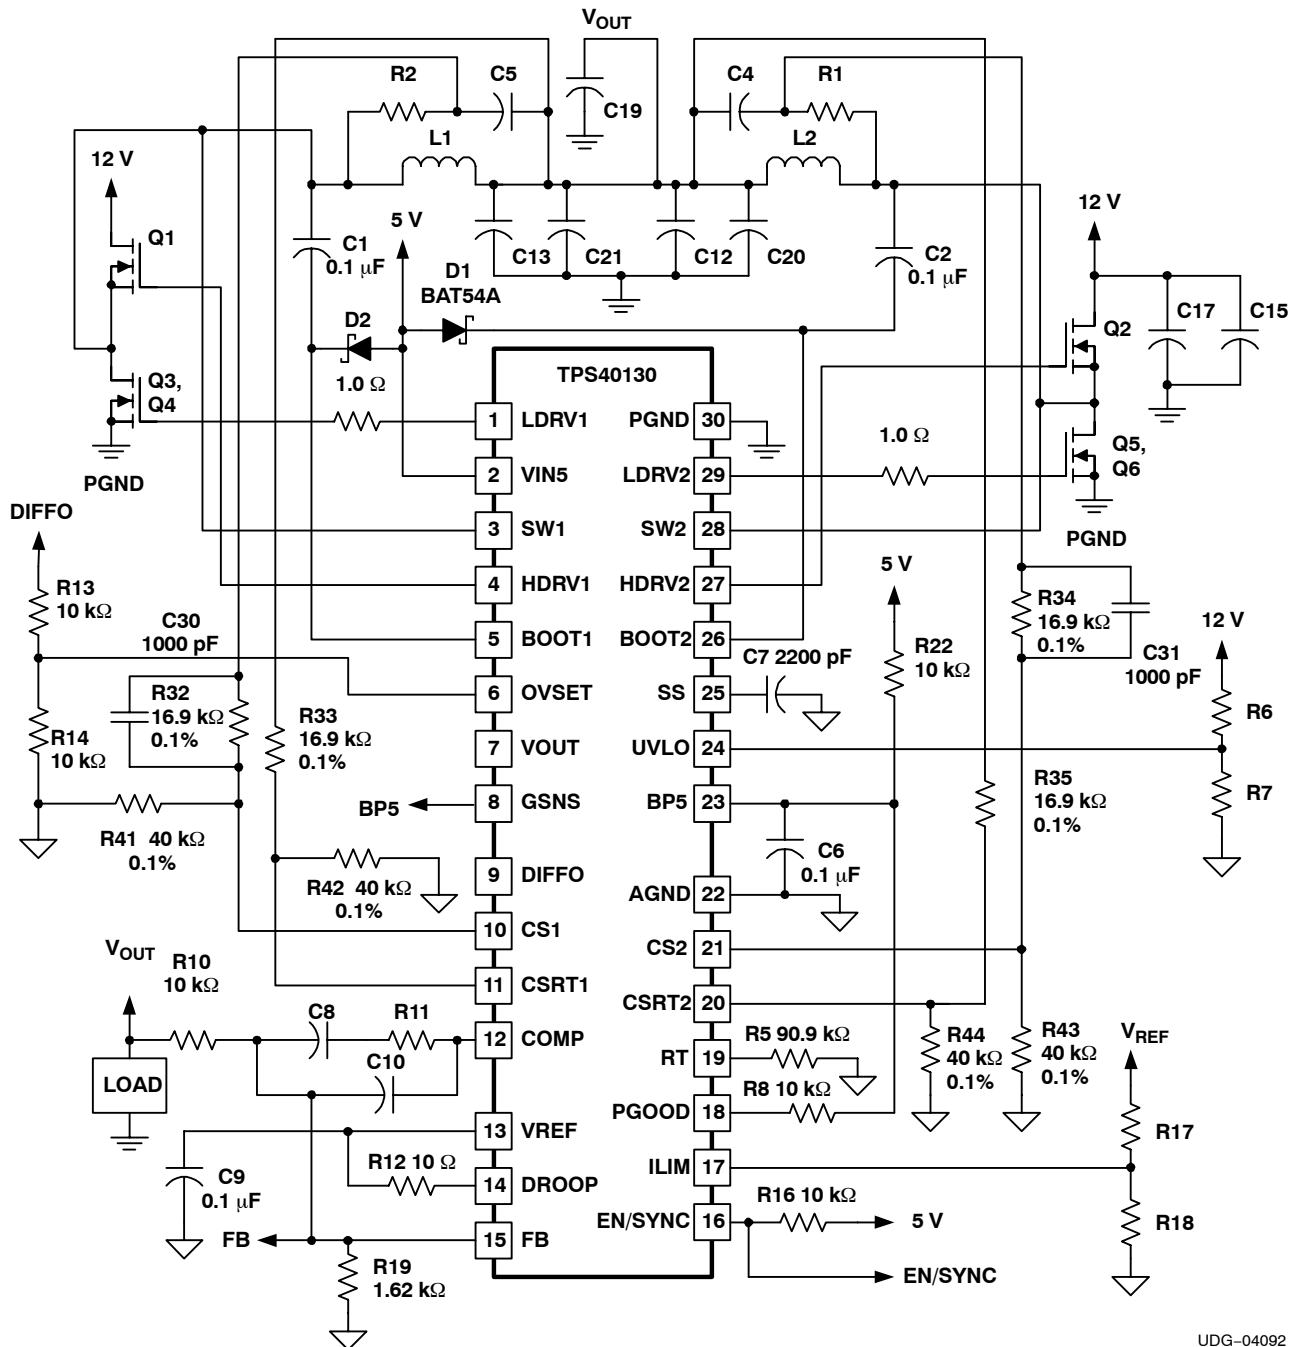 VOUT
R2
C5
C4
R1
C19
L1
L2
12 V
Q1
C1
0.1 µF
5 V
C13
C21
C12
C20
C2
0.1 µF
12 V
D1
BAT54A
D2
Q2
C17
C15
Q3,
Q4
1.0 Ω
TPS40130
1.0 Ω
Q5,
Q6
PGND
PGND
1 LDRV1
2 VIN5
3 SW1
4 HDRV1
5 BOOT1
6 OVSET
7 VOUT
8 GSNS
9 DIFFO
10 CS1
11 CSRT1
12 COMP
13 VREF
14 DROOP
15 FB
PGND 30
LDRV2 29
SW2 28
HDRV2 27
BOOT2 26
SS 25
UVLO 24
BP5 23
AGND 22
CS2 21
CSRT2 20
RT 19
PGOOD 18
ILIM 17
EN/SYNC 16
DIFFO
R13
10 kΩ
C30
1000 pF
R32
16.9 kΩ
0.1%
R14
10 kΩ
R33
16.9 kΩ
0.1%
BP5
R41 40 kΩ
0.1%
R42 40 kΩ
0.1%
VOUT
R10
10 kΩ
C8
R11
C10
LOAD
R12 10 Ω
C9
0.1 µF
FB
R19
1.62 kΩ
5 V
R22
10 kΩ
C7 2200 pF
R34
16.9 kΩ
0.1%
C31
1000 pF
12 V
R6
R7
R35
16.9 kΩ
0.1%
C6
0.1 µF
R5 90.9 kΩ
R8 10 kΩ
R44
40 kΩ
0.1%
R43
40 kΩ
0.1%
VREF
R17
R18
R16 10 kΩ
5 V
EN/SYNC
UDG–04092